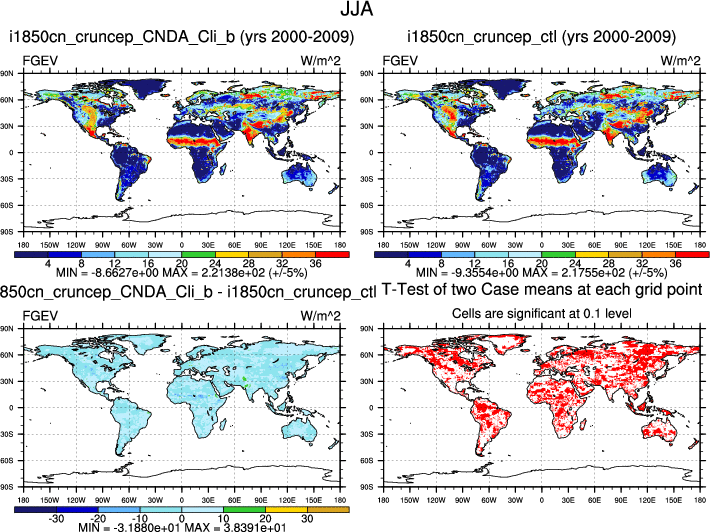 JJA
i1850cn_cruncep_CNDA_Cli_b (yrs 2000-2009)
FGEV W/m^2
90N
60N
30N
0
30S
60S
90S
180 150W 120W 90W 60W 30W 0 30E 60E 90E 120E 150E 180
4 8 12 16 20 24 28 32 36
MIN = -8.6627e+00 MAX = 2.2138e+02 (+/-5%)
i1850cn_cruncep_ctl (yrs 2000-2009)
FGEV W/m^2
90N
60N
30N
0
30S
60S
90S
180 150W 120W 90W 60W 30W 0 30E 60E 90E 120E 150E 180
4 8 12 16 20 24 28 32 36
MIN = -9.3554e+00 MAX = 2.1755e+02 (+/-5%)
850cn_cruncep_CNDA_Cli_b - i1850cn_cruncep_ctl
FGEV W/m^2
90N
60N
30N
0
30S
60S
90S
180 150W 120W 90W 60W 30W 0 30E 60E 90E 120E 150E 180
-30 -20 -10 0 10 20 30
MIN = -3.1880e+01 MAX = 3.8391e+01
T-Test of two Case means at each grid point
Cells are significant at 0.1 level
90N
60N
30N
0
30S
60S
90S
180 150W 120W 90W 60W 30W 0 30E 60E 90E 120E 150E 180